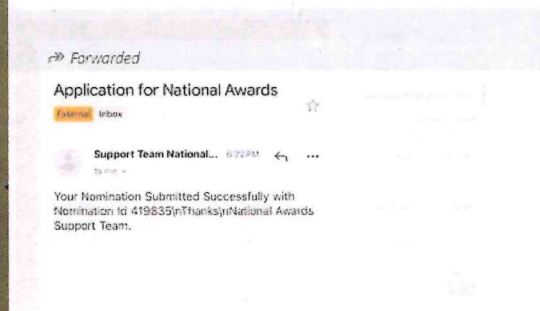 Forwarded
Application for National Awards
External Inbox
Support Team National...
to me
Your Nomination Submitted Successfully with
Nomination Id 419835\nThanks\nNational Awards
Support Team.